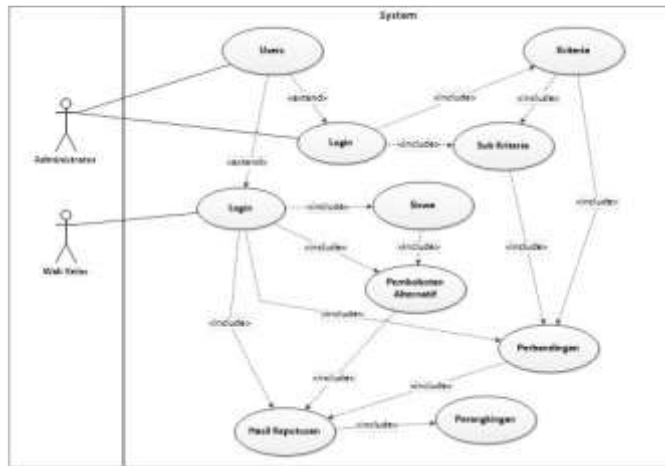 System
Users
Kriteria
<extend>
<include>
<include>
Login
<include>
Sub Kriteria
Administrator
<extend>
Login
<include>
Siswa
<include>
Wali Kelas
<include>
<include>
<include>
Pembobotan
Alternatif
<include>
<include>
Perbandingan
<include>
<include>
Hasil Keputusan
<include>
Perangkingan